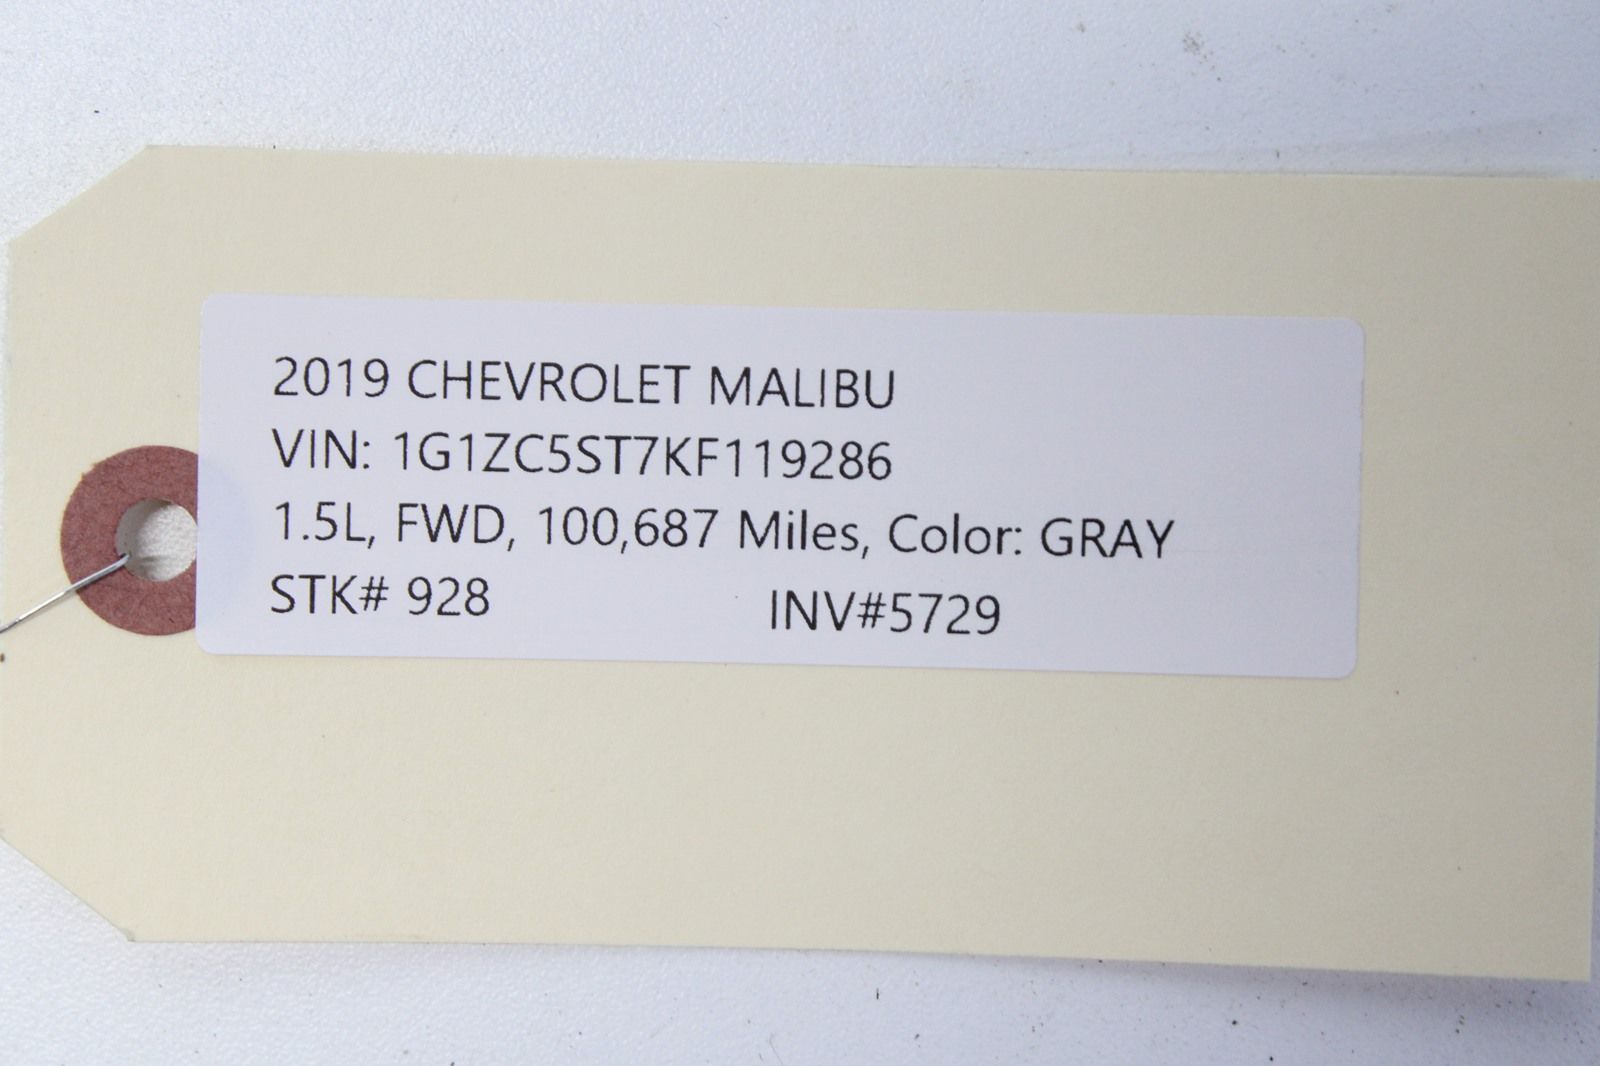 2019 CHEVROLET MALIBU
VIN: 1G1ZC5ST7KF119286
1.5L, FWD, 100,687 Miles, Color: GRAY
STK# 928 INV#5729